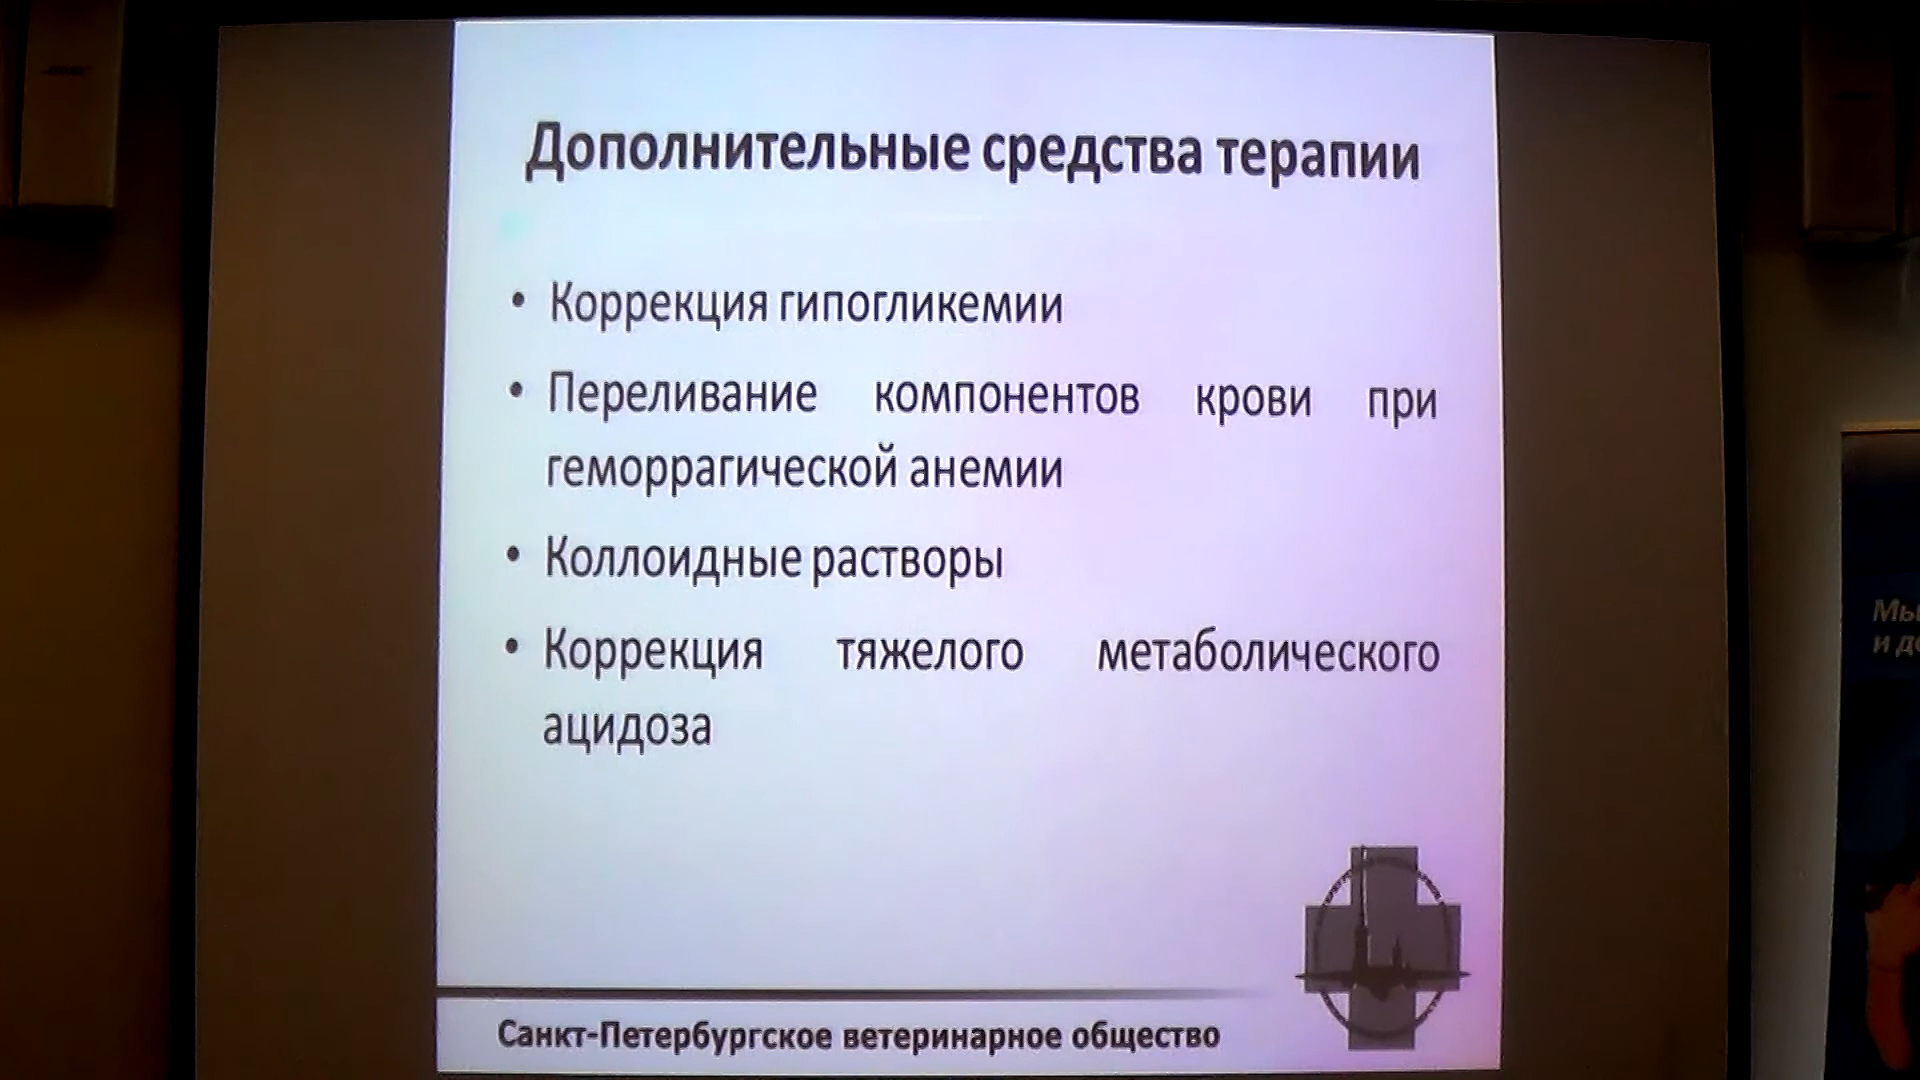 Дополнительные средства терапии
• Коррекция гипогликемии
• Переливание компонентов крови при
геморрагической анемии
• Коллоидные растворы
• Коррекция тяжелого метаболического
ацидоза
Санкт-Петербургское ветеринарное общество
Мы